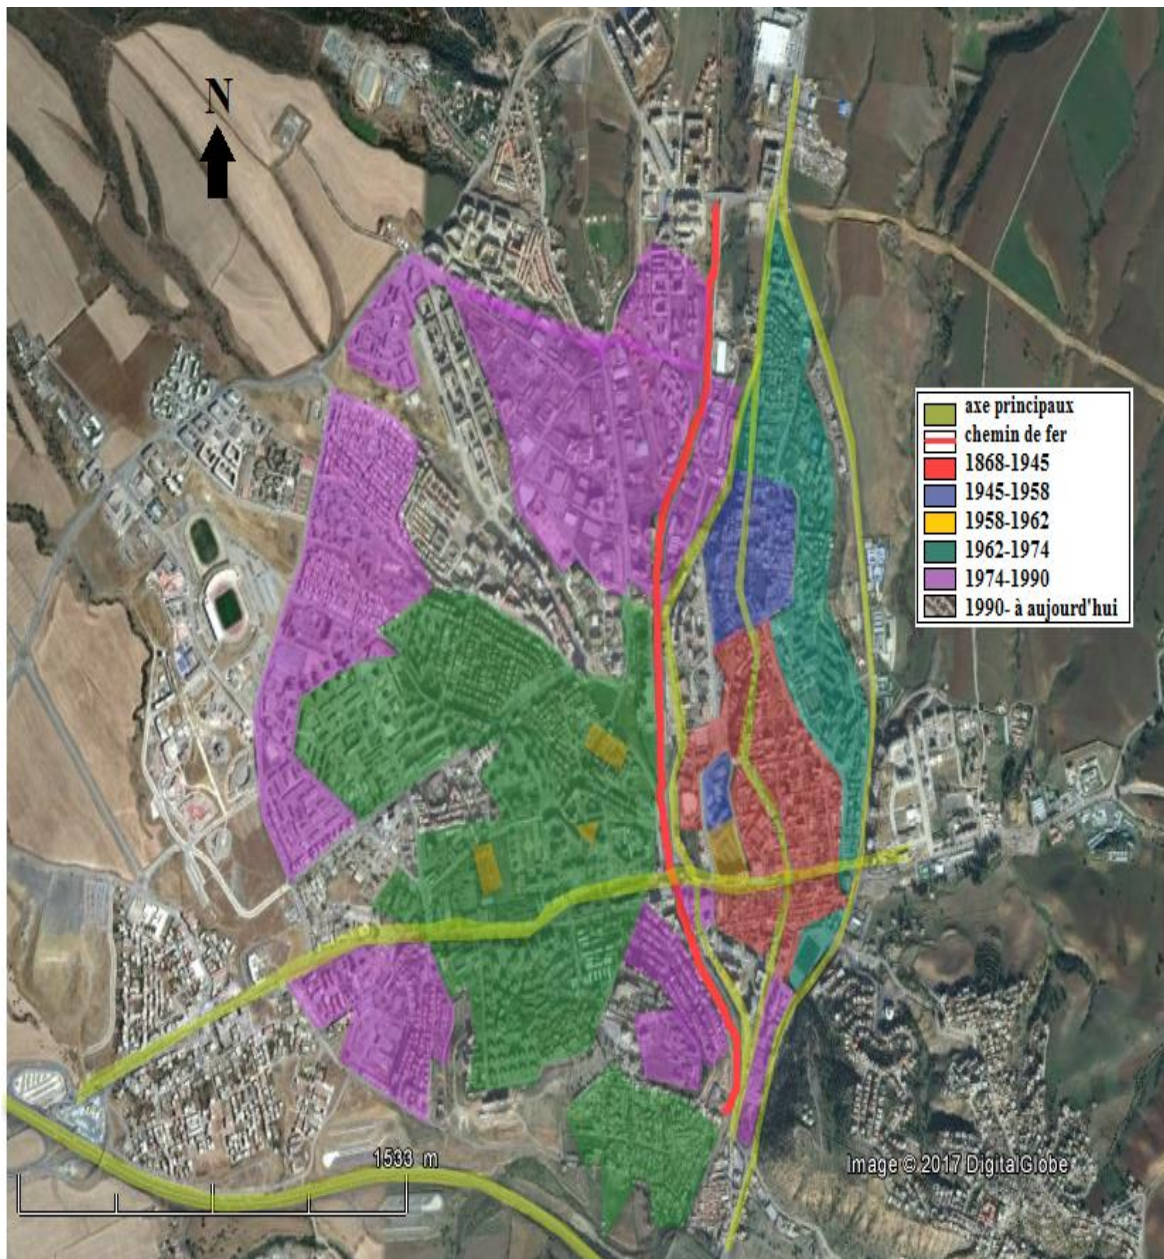 N
axe principaux
chemin de fer
1868-1945
1945-1958
1958-1962
1962-1974
1974-1990
1990- à aujourd'hui
1533 m
Image © 2017 DigitalGlobe